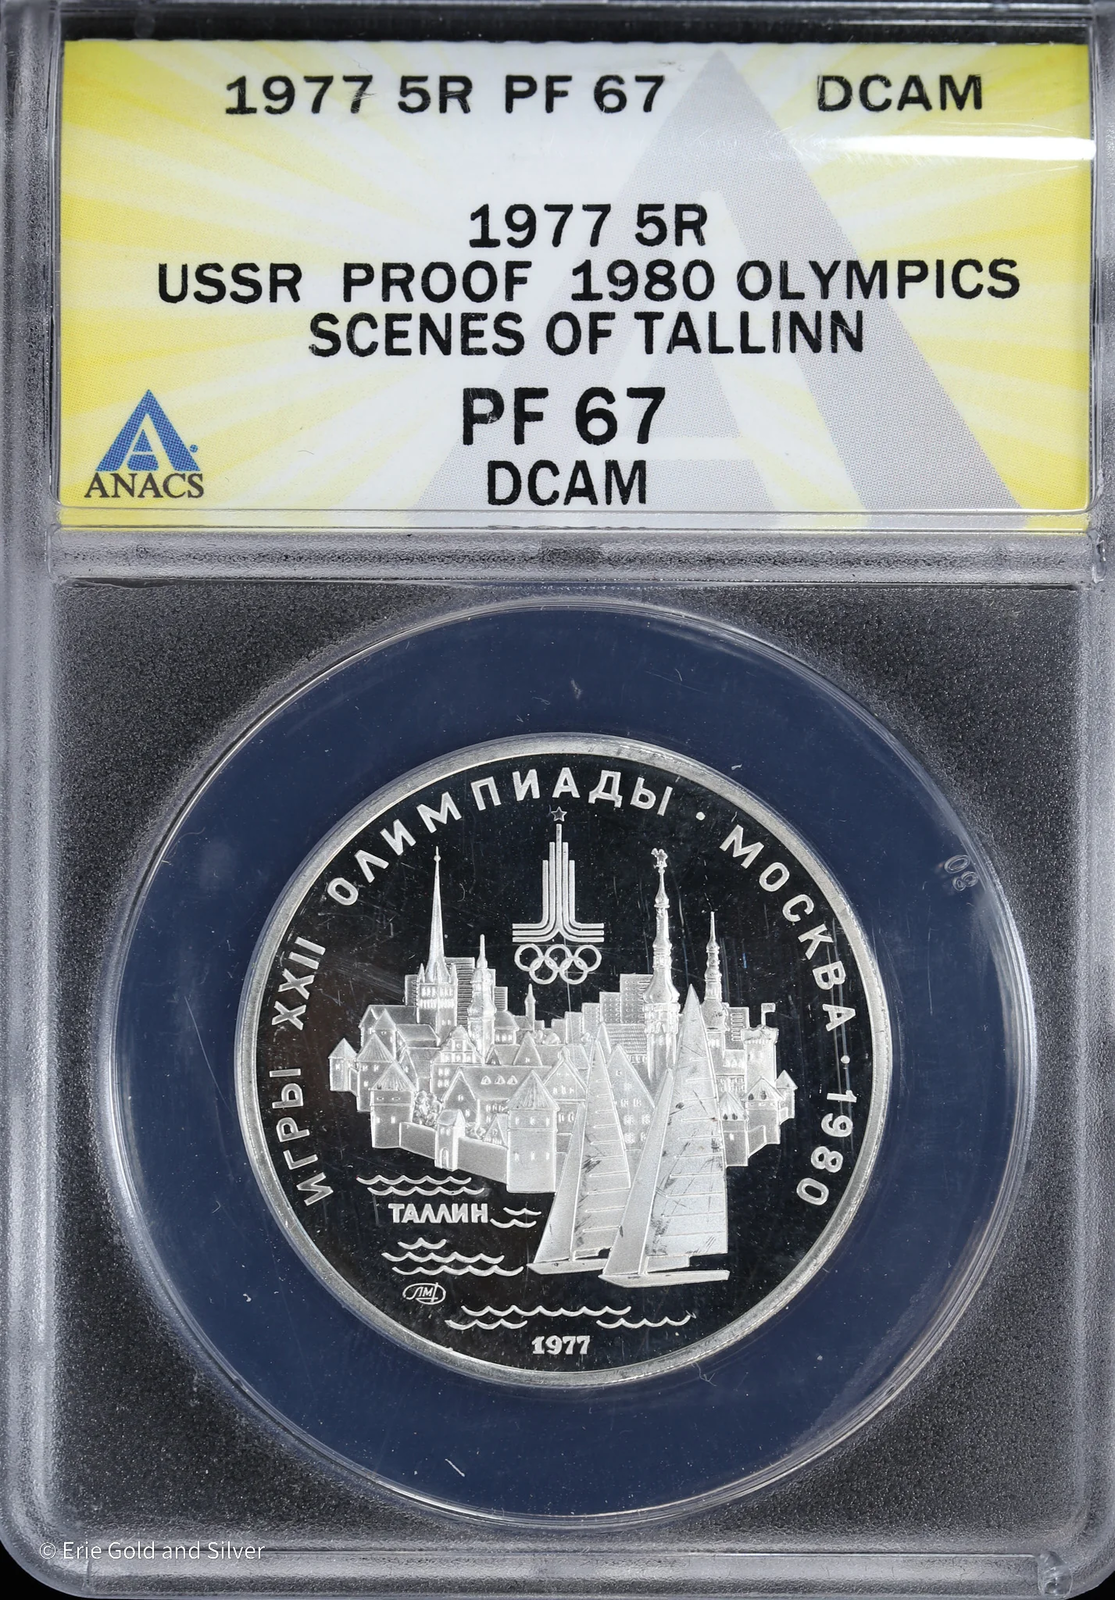 1977 5R PF 67 DCAM
1977 5R
USSR PROOF 1980 OLYMPICS
SCENES OF TALLINN
PF 67
DCAM
ANACS
ИГРЫ XXII ОЛИМПИАДЫ · МОСКВА · 1980
ТАЛЛИН
ЛМД
1977
30
© Erie Gold and Silver